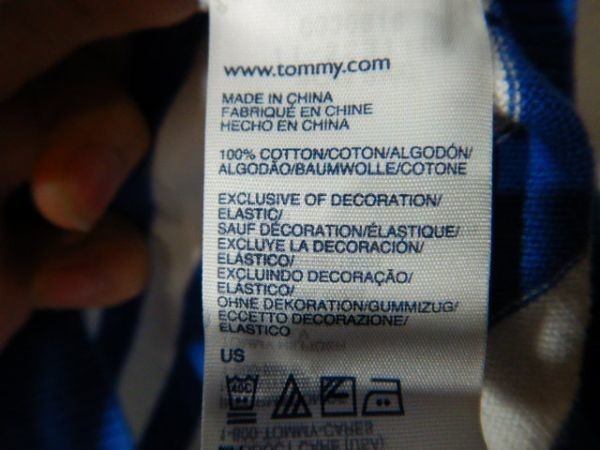 www.tommy.com
MADE IN CHINA
FABRIQUÉ EN CHINE
HECHO EN CHINA
100% COTTON/COTON/ALGODÓN/
ALGODÃO/BAUMWOLLE/COTONE
EXCLUSIVE OF DECORATION/
ELASTIC/
SAUF DÉCORATION/ÉLASTIQUE/
EXCLUYE LA DECORACIÓN/
ELÁSTICO/
EXCLUINDO DECORAÇÃO/
ELÁSTICO/
OHNE DEKORATION/GUMMIZUG/
ECCETTO DECORAZIONE/
ELASTICO
US